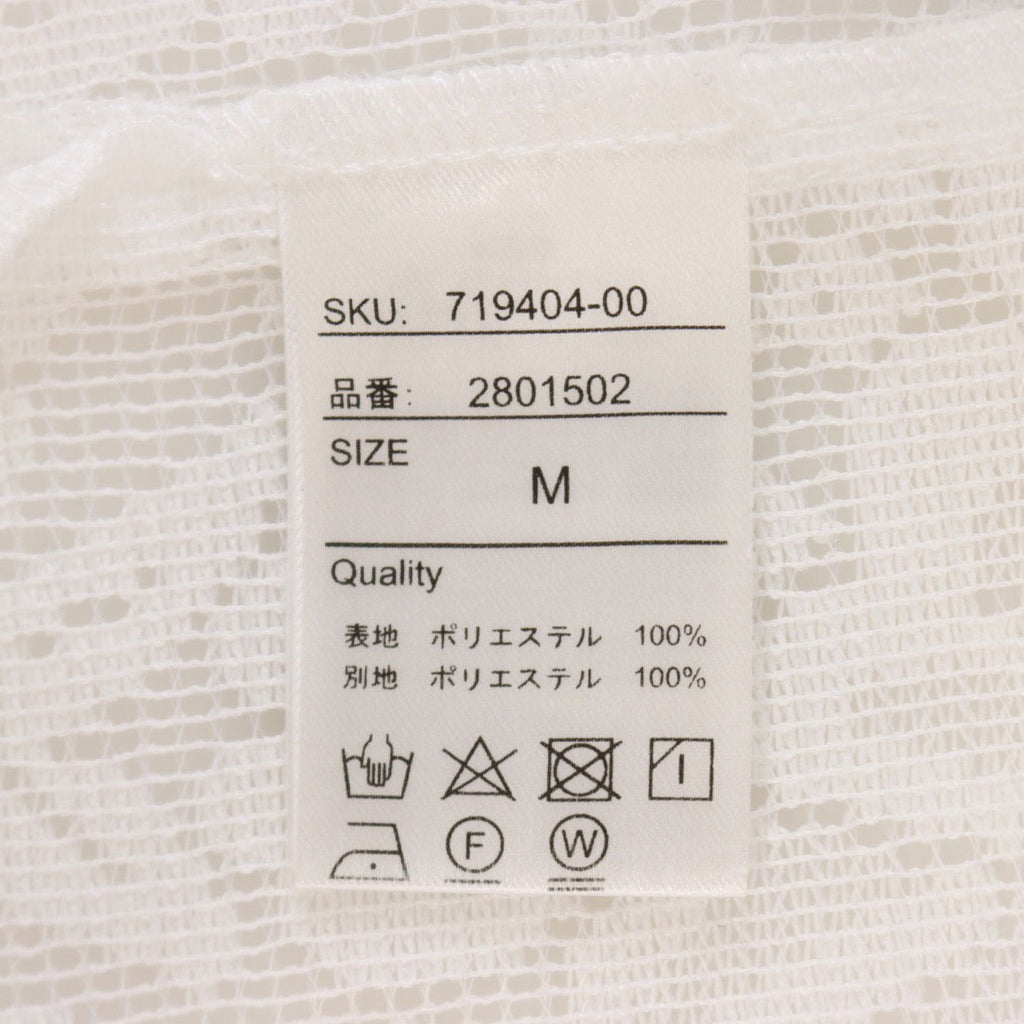 SKU: 719404-00
品番: 2801502
SIZE
M
Quality
表地 ポリエステル 100%
別地 ポリエステル 100%
F W